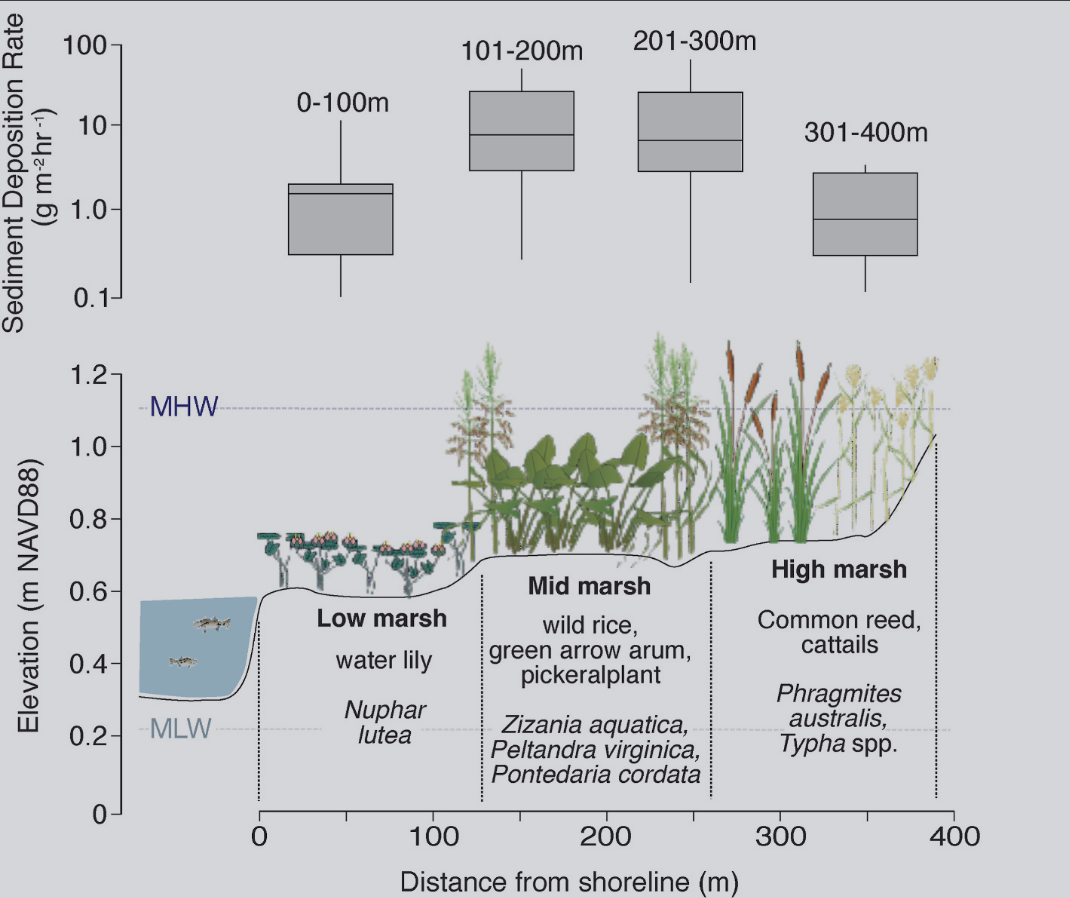 Sediment Deposition Rate
(g m-2hr-1)
100
10
1.0
0.1
0-100m
101-200m
201-300m
301-400m
Elevation (m NAVD88)
1.2
1.0
0.8
0.6
0.4
0.2
0
MHW
MLW
Low marsh
water lily
Nuphar
lutea
Mid marsh
wild rice,
green arrow arum,
pickeralplant
Zizania aquatica,
Peltandra virginica,
Pontedaria cordata
High marsh
Common reed,
cattails
Phragmites
australis,
Typha spp.
0
100
200
300
400
Distance from shoreline (m)